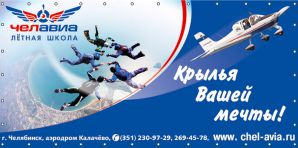 ЧЕЛАВИА
ЛЁТНАЯ ШКОЛА
Крылья
Вашей
мечты!
г. Челябинск, аэродром Калачёво, (351) 230-97-29, 269-45-78, www.chel-avia.ru